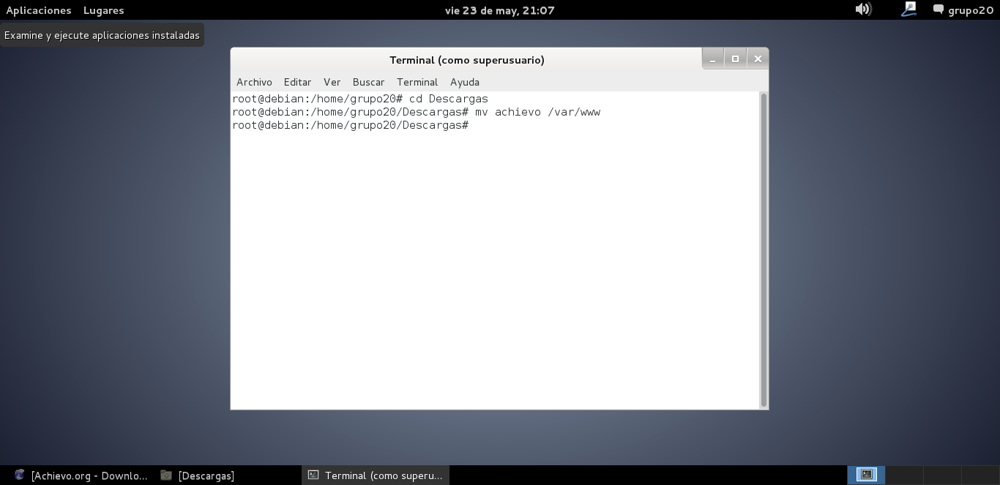 Aplicaciones Lugares vie 23 de may, 21:07 grupo20
Examine y ejecute aplicaciones instaladas
Terminal (como superusuario)
Archivo Editar Ver Buscar Terminal Ayuda
root@debian:/home/grupo20# cd Descargas
root@debian:/home/grupo20/Descargas# mv achievo /var/www
root@debian:/home/grupo20/Descargas#
[Achievo.org - Downlo... [Descargas] Terminal (como superu...